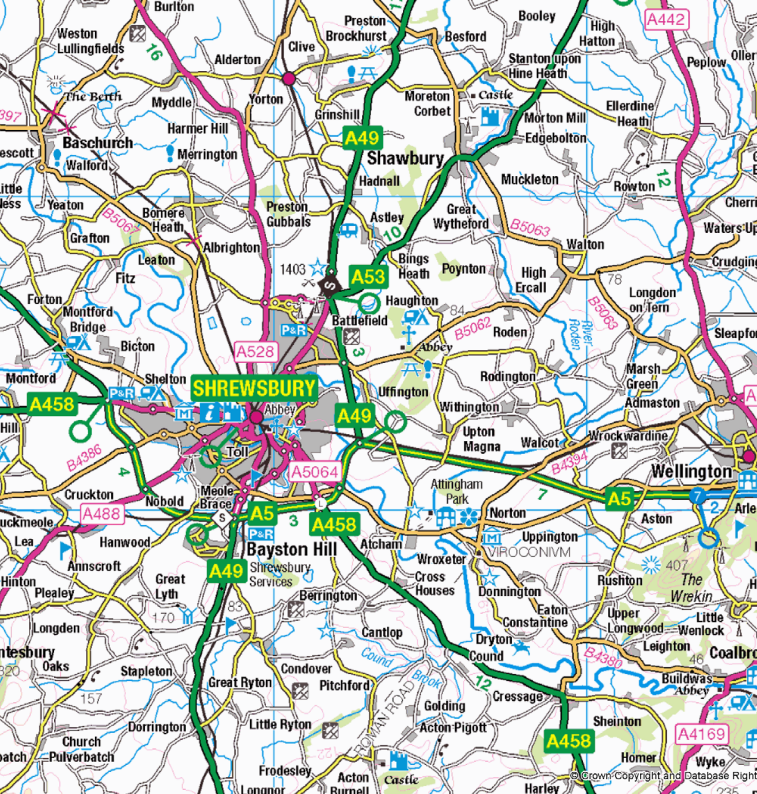 Burlton
Preston
Brockhurst
Booley
High
Hatton
A442
Weston
Lullingfields
16
Clive
Besford
Peplow
Alderton
Stanton upon
Hine Heath
The Berth
Myddle
Yorton
Moreton
Corbet
Castle
Ellerdine
Heath
Grinshill
Morton Mill
Edgebolton
Harmer Hill
A49
Baschurch
Merrington
Shawbury
Walford
Hadnall
Muckleton
Rowton
12
Yeaton
B5067
Bomere
Heath
Preston
Gubbals
Astley
Great
Wytheford
B5063
Grafton
Albrighton
10
Walton
Leaton
Bings
Heath
Fitz
1403
S
A53
Poynton
High
Ercall
78
Forton
Haughton
84
Longdon
on Tern
Montford
Bridge
Battlefield
B5062
B5063
P&R
Roden
River
Roden
Bicton
A528
3
Abbey
Marsh
Green
Montford
Shelton
SHREWSBURY
Rodington
P&R
Uffington
Admaston
A458
Abbey
A49
Withington
Toll
Upton
Magna
Walcot
Wrockwardine
B4386
A5064
B4394
Wellington
4
Attingham
Park
7
A5
7
2
Cruckton
Nobold
Meole
Brace
Norton
Aston
A488
S
A5
3
L
A458
P&R
Lea
Hanwood
Bayston Hill
Atcham
Uppington
Wroxeter
VIROCONIVM
Annscroft
A49
Shrewsbury
Services
407
Hinton
Great
Lyth
Cross
Houses
Rushton
The
Wrekin
Plealey
Donnington
Berrington
83
170
Eaton
Constantine
Upper
Longwood
Little
Wenlock
Longden
Cantlop
Dryton
Leighton
Cound
Brook
Cound
B4380
46
Oaks
Stapleton
Condover
12
Buildwas
Abbey
Great Ryton
Pitchford
Cressage
157
ROMAN ROAD
Golding
Sheinton
Dorrington
Little Ryton
Acton Pigott
A458
A4169
Church
Pulverbatch
Homer
Wyke
Frodesley
Acton
Burnell
Castle
Longnor
Harley
© Crown Copyright and Database Right